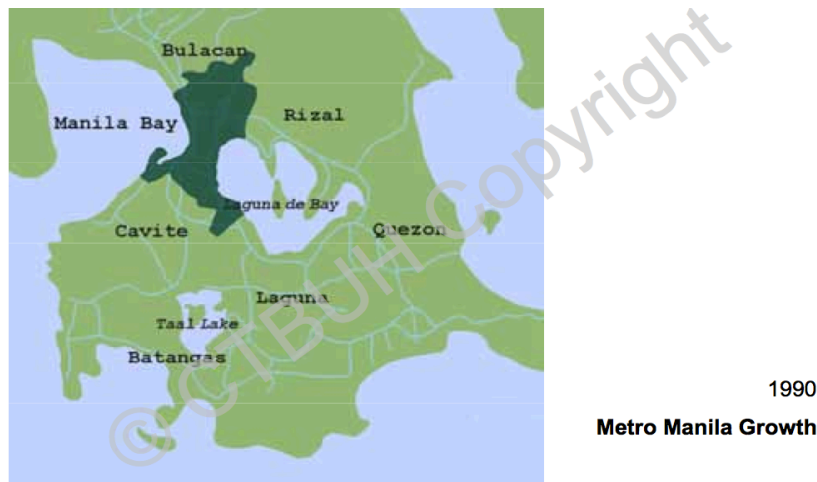 Bulacan
Manila Bay
Rizal
Laguna de Bay
Cavite
Quezon
Laguna
Taal Lake
Batangas
© CTBUH Copyright
1990
Metro Manila Growth